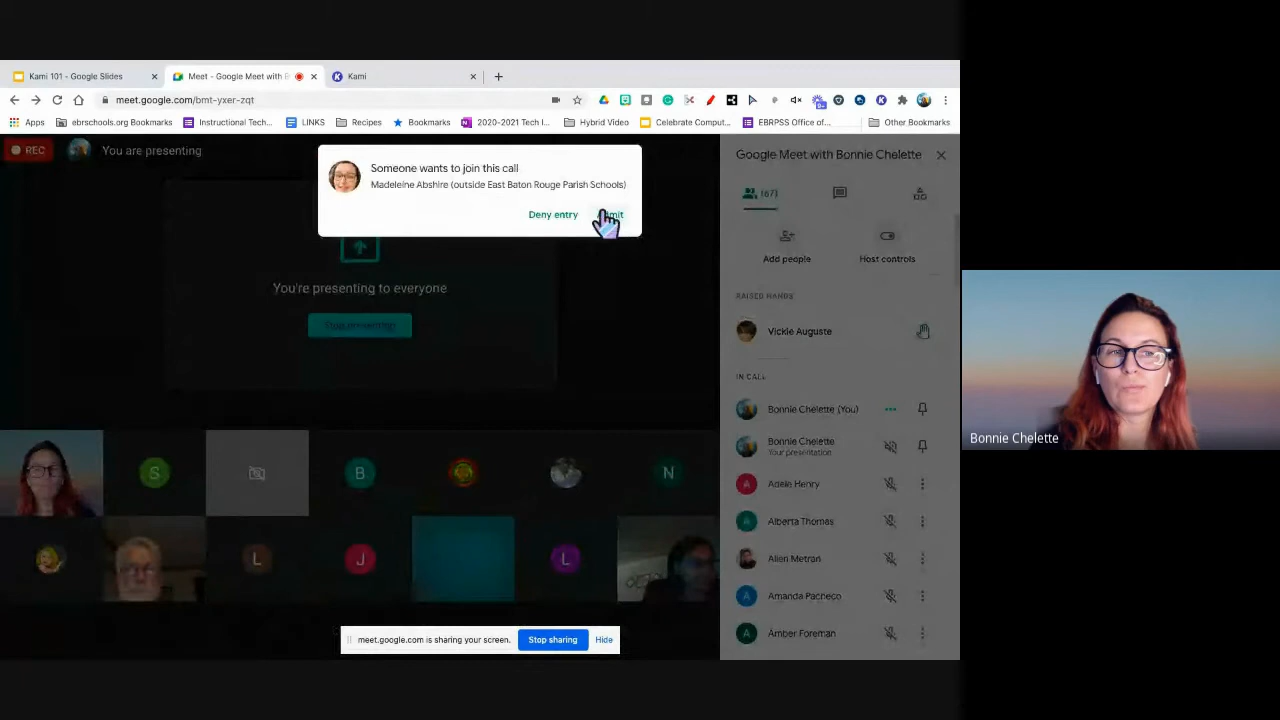 Kami 101 - Google Slides
Meet - Google Meet with B
Kami
meet.google.com/bmt-yxer-zqt
Apps
ebrschools.org Bookmarks
Instructional Tech...
LINKS
Recipes
Bookmarks
2020-2021 Tech I...
Hybrid Video
Celebrate Comput...
EBRPSS Office of...
Other Bookmarks
REC
You are presenting
Someone wants to join this call
Madeleine Abshire (outside East Baton Rouge Parish Schools)
Deny entry
You're presenting to everyone
Stop presenting
Google Meet with Bonnie Chelette
(67)
Add people
Host controls
RAISED HANDS
Vickie Auguste
IN CALL
Bonnie Chelette (You)
Bonnie Chelette
Your presentation
Adele Henry
Alberta Thomas
Allen Metran
Amanda Pacheco
Amber Foreman
A
A
A
A
S
B
N
L
J
L
meet.google.com is sharing your screen.
Stop sharing
Hide
Bonnie Chelette